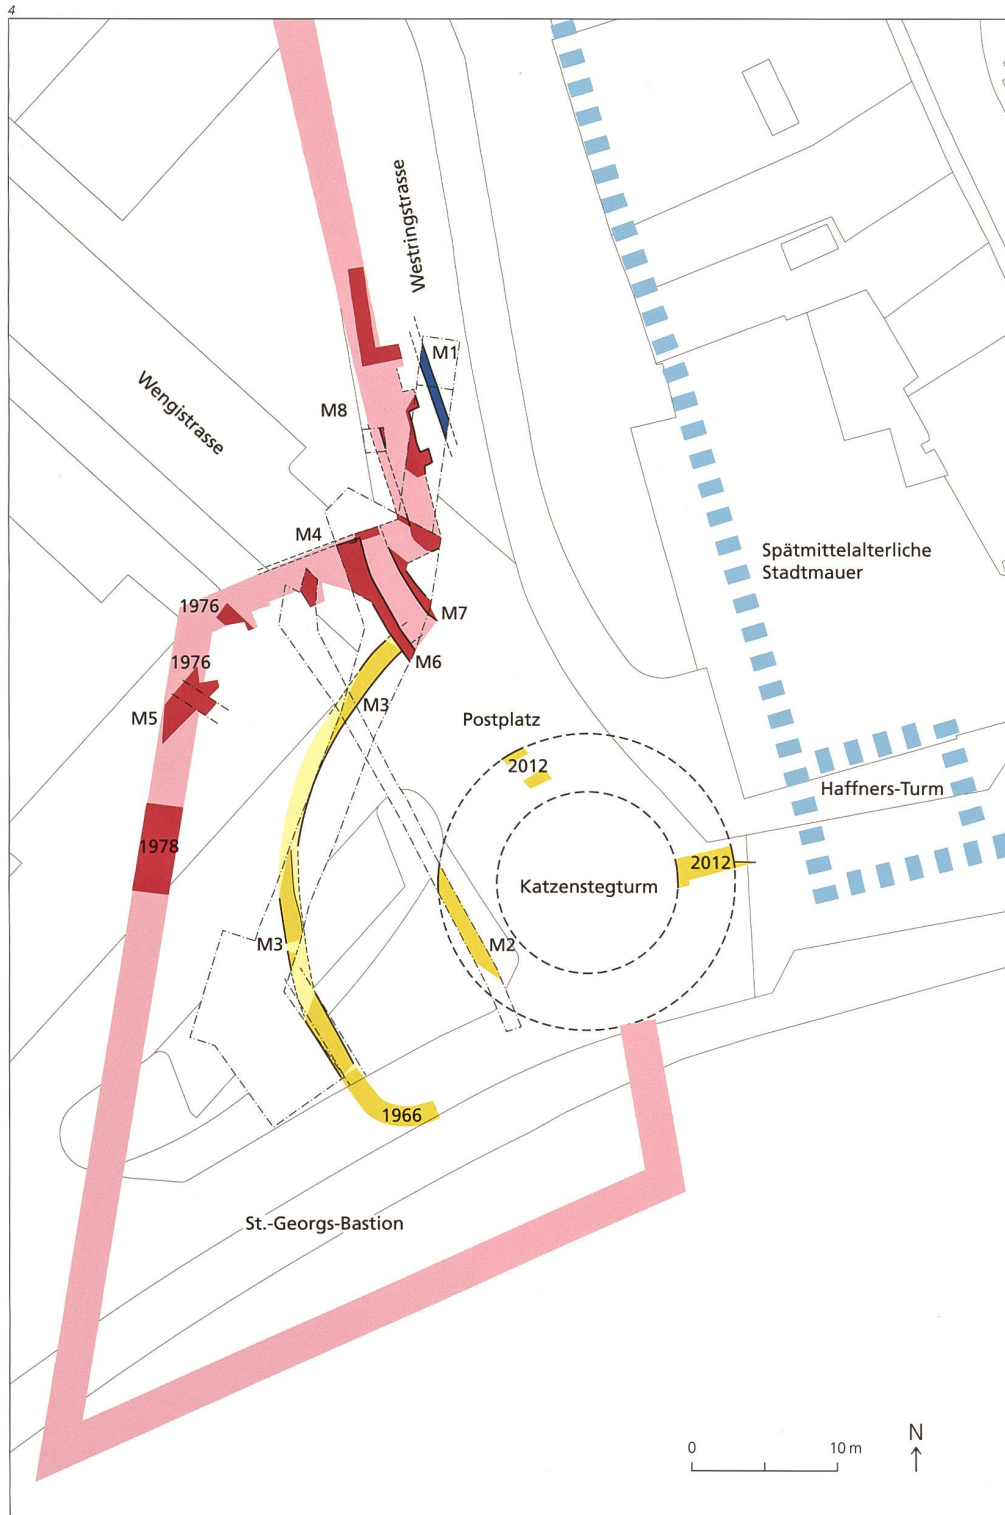 4
Westringstrasse
M1
Wengistrasse
M8
M4
Spätmittelalterliche
Stadtmauer
1976
M7
1976
M6
M3
M5
Postplatz
2012
Haffners-Turm
1978
2012
Katzenstegturm
M3
M2
1966
St.-Georgs-Bastion
N
0
10 m